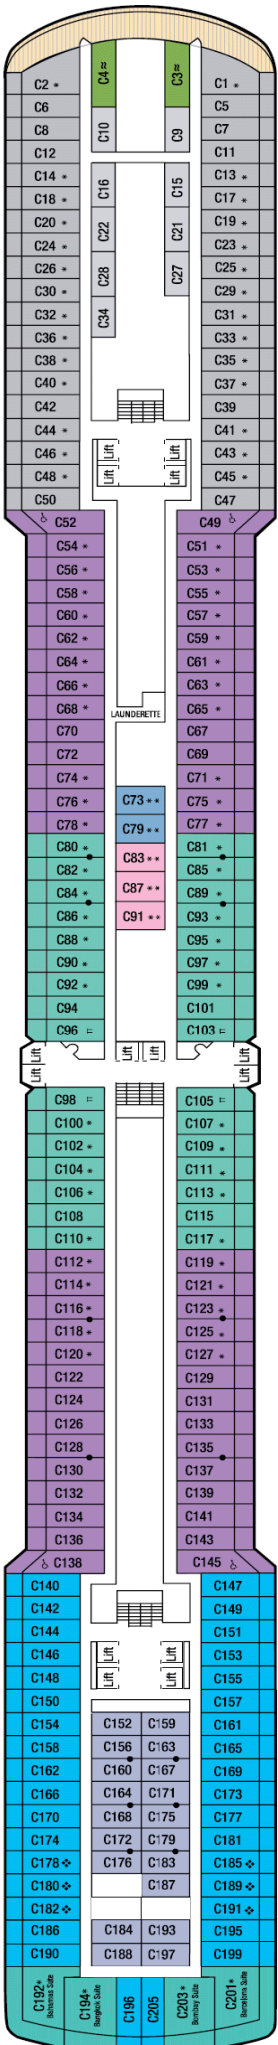 C2 * C4 ≈ C3 ≈ C1 *
C6 C5
C8 C10 C9 C7
C12 C11
C14 * C16 C15 C13 *
C18 * C17 *
C20 * C22 C21 C19 *
C24 * C23 *
C26 * C28 C27 C25 *
C30 * C29 *
C32 * C34 C31 *
C36 * C33 *
C38 * C35 *
C40 * C37 *
C42 C39
C44 * Lift Lift C41 *
C46 * C43 *
C48 * Lift Lift C45 *
C50 C47
C52 C49
C54 * C51 *
C56 * C53 *
C58 * C55 *
C60 * C57 *
C62 * C59 *
C64 * C61 *
C66 * C63 *
C68 * C65 *
LAUNDERETTE
C70 C67
C72 C69
C74 * C71 *
C76 * C73 ** C75 *
C78 * C79 ** C77 *
C80 * C81 *
C82 * C83 ** C85 *
C84 * C87 ** C89 *
C86 * C91 ** C93 *
C88 * C95 *
C90 * C97 *
C92 * C99 *
C94 C101
C96 C103
Lift Lift Lift Lift
Lift Lift
C98 C105
C100 * C107 *
C102 * C109 *
C104 * C111 *
C106 * C113 *
C108 C115
C110 * C117 *
C112 * C119 *
C114 * C121 *
C116 * C123 *
C118 * C125 *
C120 * C127 *
C122 C129
C124 C131
C126 C133
C128 C135
C130 C137
C132 C139
C134 C141
C136 C143
C138 C145
C140 C147
C142 C149
C144 C151
C146 Lift Lift C153
C148 Lift Lift C155
C150 C157
C154 C152 C159 C161
C158 C156 C163 C165
C162 C160 C167 C169
C166 C164 C171 C173
C170 C168 C175 C177
C174 C172 C179 C181
C178 ❖ C176 C183 C185 ❖
C180 ❖ C187 C189 ❖
C182 ❖ C191 ❖
C186 C184 C193 C195
C190 C188 C197 C199
C192 *
Bahamas Suite
C194 *
Bangkok Suite
C196
C205
C203 *
Bombay Suite
C201 *
Barcelona Suite